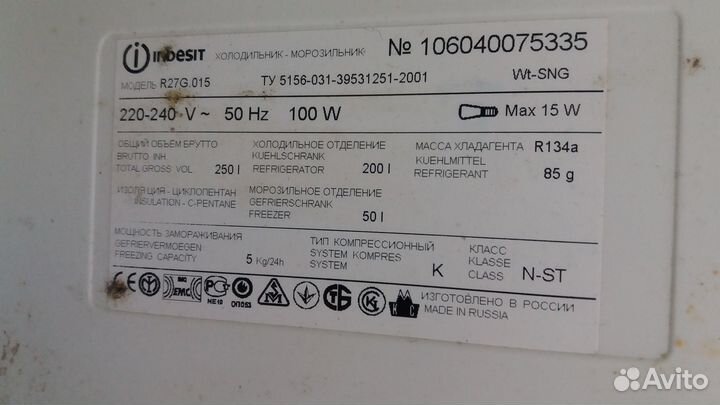 indesit ХОЛОДИЛЬНИК - МОРОЗИЛЬНИК № 106040075335
МОДЕЛЬ R27G.015 ТУ 5156-031-39531251-2001 Wt-SNG
220-240 V ~ 50 Hz 100 W Max 15 W
ОБЩИЙ ОБЪЕМ БРУТТО ХОЛОДИЛЬНОЕ ОТДЕЛЕНИЕ МАССА ХЛАДАГЕНТА R134a
BRUTTO INH KUEHLSCHRANK KUEHLMITTEL
TOTAL GROSS VOL 250 l REFRIGERATOR 200 l REFRIGERANT 85 g
ИЗОЛЯЦИЯ - ЦИКЛОПЕНТАН МОРОЗИЛЬНОЕ ОТДЕЛЕНИЕ
INSULATION - C-PENTANE GEFRIERSCHRANK
FREEZER 50 l
МОЩНОСТЬ ЗАМОРАЖИВАНИЯ ТИП КОМПРЕССИОННЫЙ КЛАСС
GEFRIERVERMOEGEN SYSTEM KOMPRES KLASSE
FREEZING CAPACITY 5 Kg/24h SYSTEM K CLASS N-ST
CE EMC ME10 ИЗГОТОВЛЕНО В РОССИИ
MADE IN RUSSIA
Avito